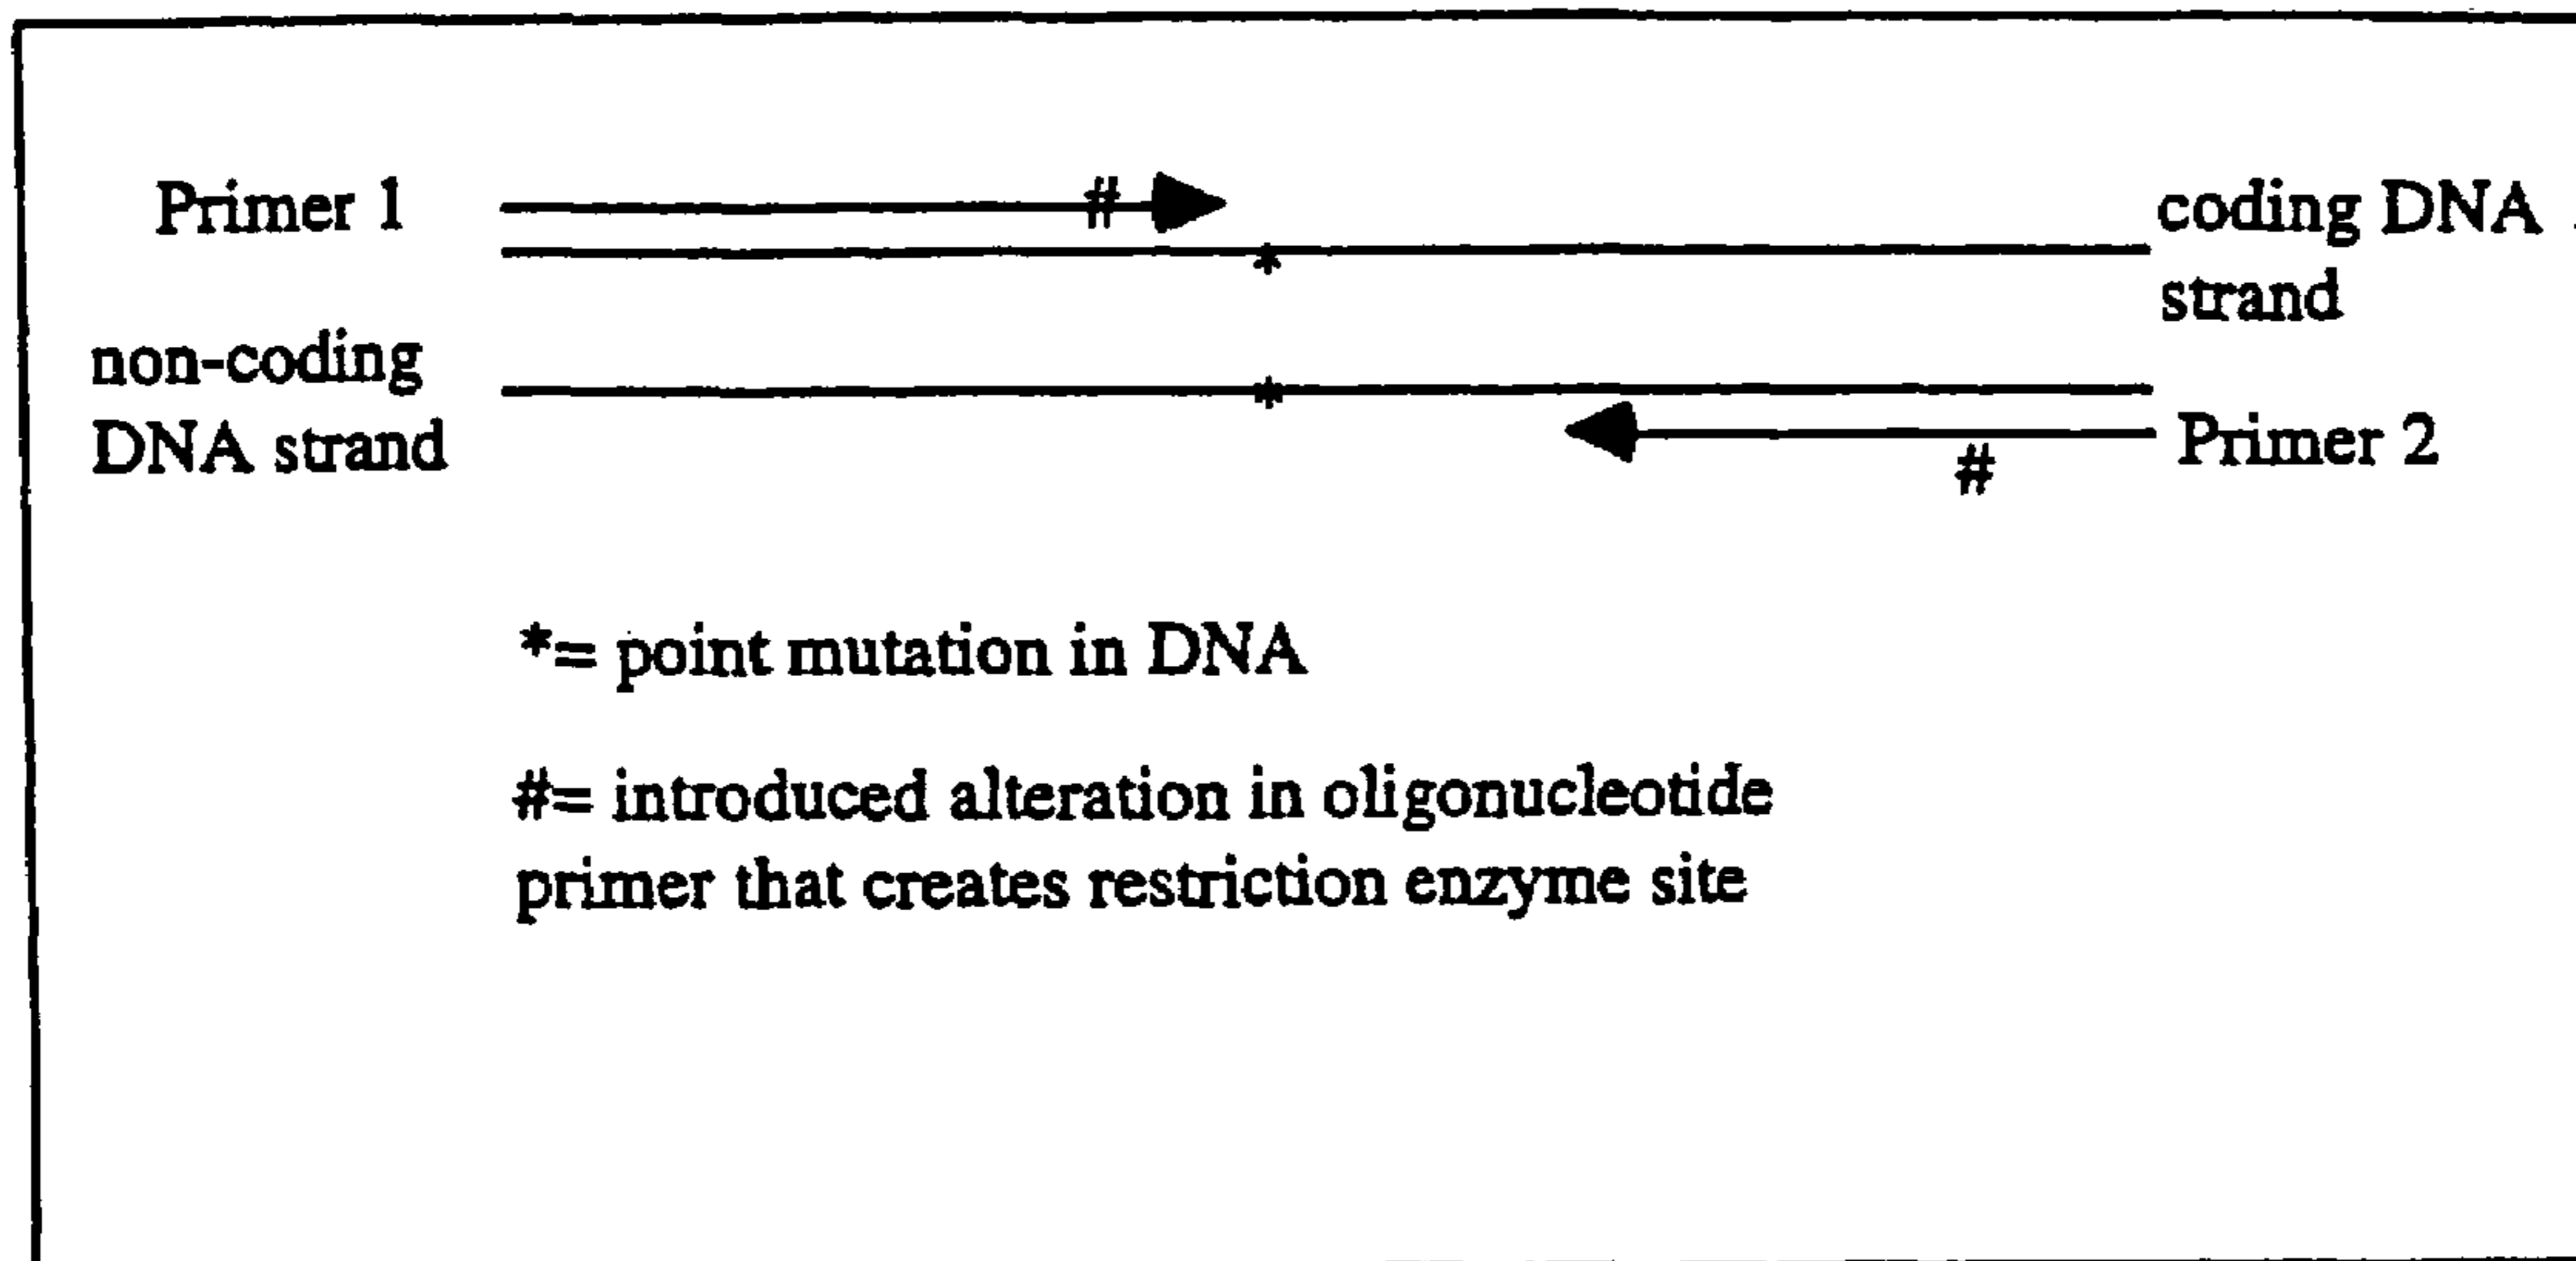 Primer 1
#
coding DNA
strand
*
non-coding
DNA strand
*
Primer 2
#
*= point mutation in DNA
#= introduced alteration in oligonucleotide
primer that creates restriction enzyme site